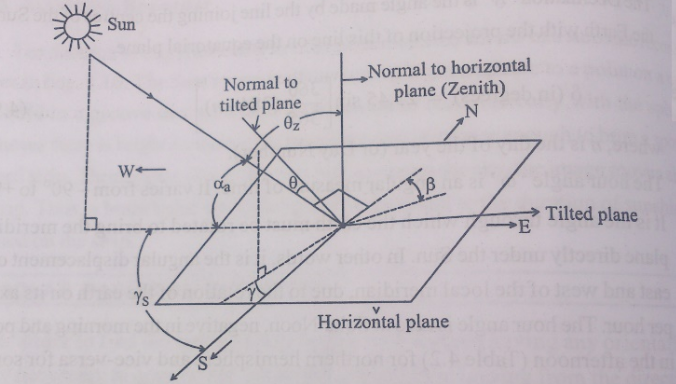 Sun
Normal to
tilted plane
Normal to horizontal
plane (Zenith)
θz
N
W
αa
θ
β
Tilted plane
E
γs
γ
Horizontal plane
S